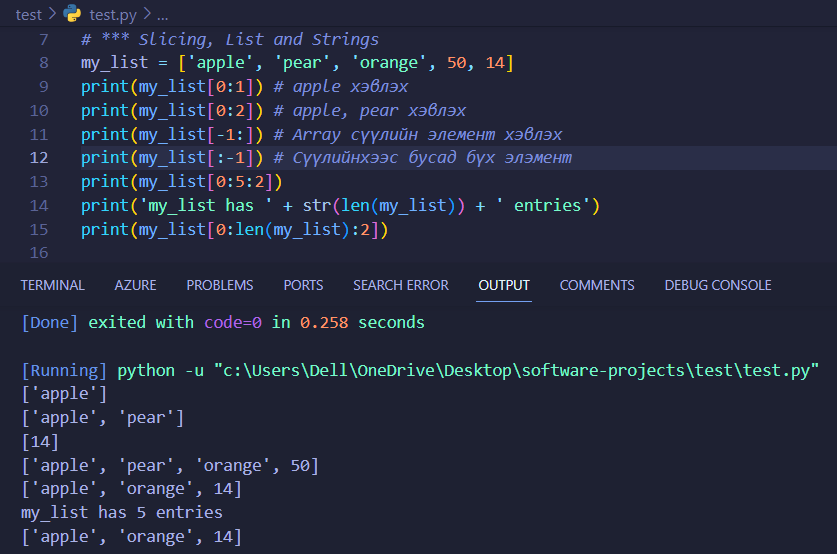 test > test.py > ...
7 # *** Slicing, List and Strings
8 my_list = ['apple', 'pear', 'orange', 50, 14]
9 print(my_list[0:1]) # apple хэвлэх
10 print(my_list[0:2]) # apple, pear хэвлэх
11 print(my_list[-1:]) # Array сүүлийн элемент хэвлэх
12 print(my_list[:-1]) # Сүүлийнхээс бусад бүх элэмент
13 print(my_list[0:5:2])
14 print('my_list has ' + str(len(my_list)) + ' entries')
15 print(my_list[0:len(my_list):2])
16
TERMINAL AZURE PROBLEMS PORTS SEARCH ERROR OUTPUT COMMENTS DEBUG CONSOLE
[Done] exited with code=0 in 0.258 seconds
[Running] python -u "c:\Users\Dell\OneDrive\Desktop\software-projects\test\test.py"
['apple']
['apple', 'pear']
[14]
['apple', 'pear', 'orange', 50]
['apple', 'orange', 14]
my_list has 5 entries
['apple', 'orange', 14]